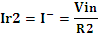 Ir2 = I⁻ = Vin / R2